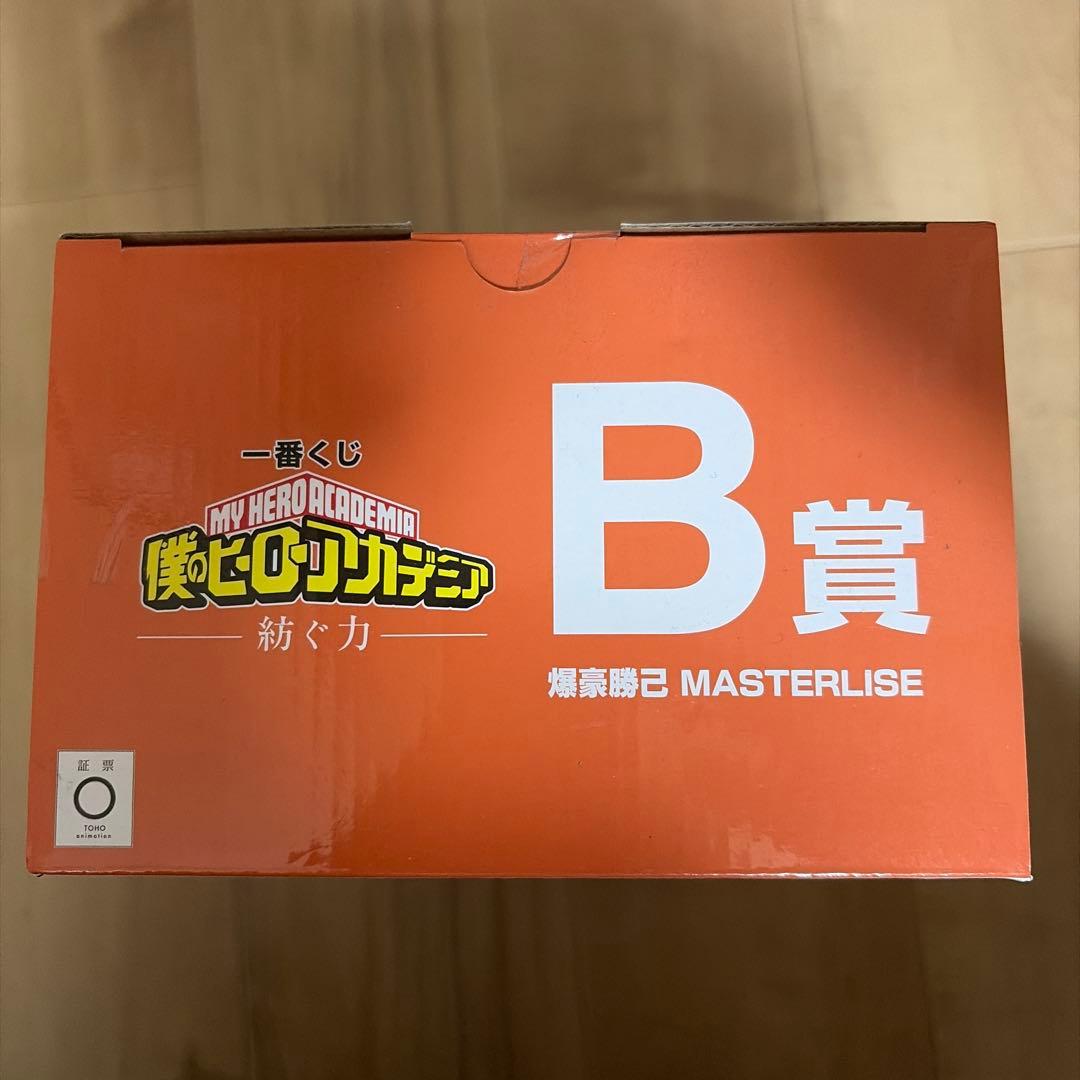 一番くじ
MY HERO ACADEMIA
僕のヒーローアカデミア
紡ぐ力
B賞
爆豪勝己 MASTERLISE
証票
TOHO
animation